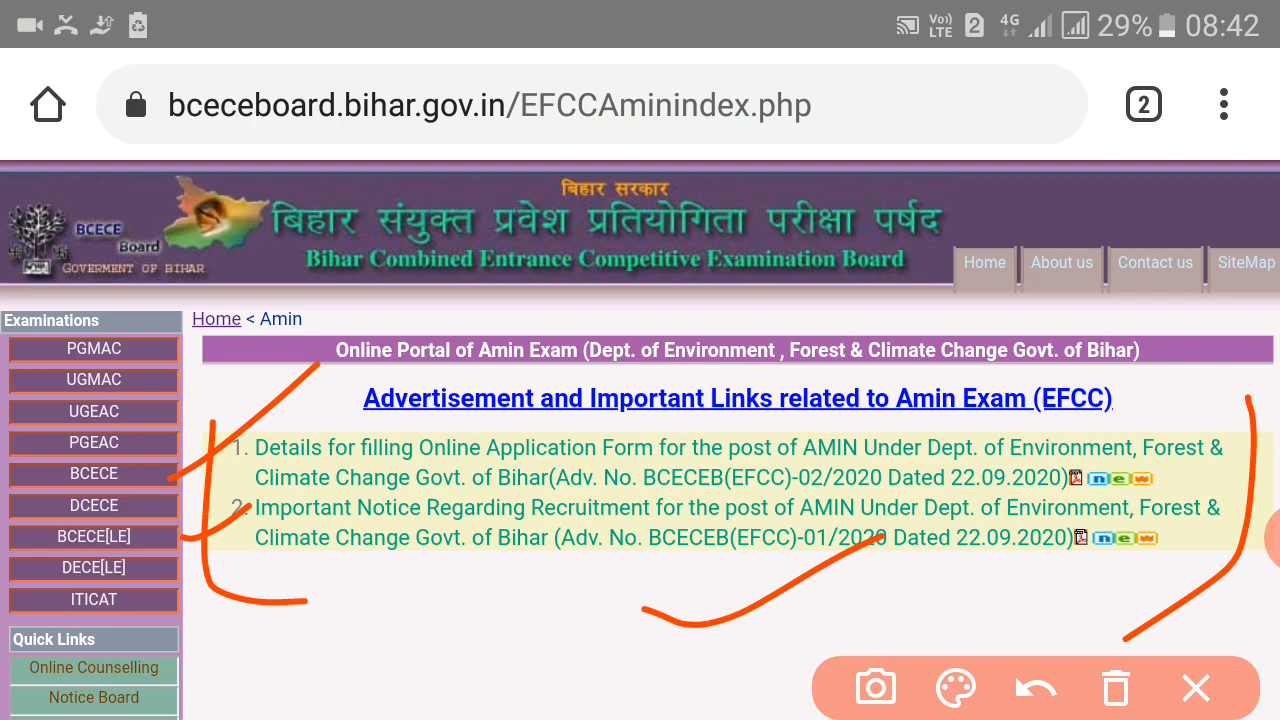 Vo)) LTE 2 4G 29% 08:42
bceceboard.bihar.gov.in/EFCCAminindex.php
2
बिहार सरकार
बिहार संयुक्त प्रवेश प्रतियोगिता परीक्षा पर्षद
BCECE Board
GOVERMENT OF BIHAR
Bihar Combined Entrance Competitive Examination Board
Home About us Contact us SiteMap
Examinations
PGMAC
UGMAC
UGEAC
PGEAC
BCECE
DCECE
BCECE[LE]
DECE[LE]
ITICAT
Quick Links
Online Counselling
Notice Board
Home < Amin
Online Portal of Amin Exam (Dept. of Environment , Forest & Climate Change Govt. of Bihar)
Advertisement and Important Links related to Amin Exam (EFCC)
1. Details for filling Online Application Form for the post of AMIN Under Dept. of Environment, Forest &
Climate Change Govt. of Bihar(Adv. No. BCECEB(EFCC)-02/2020 Dated 22.09.2020) new
2. Important Notice Regarding Recruitment for the post of AMIN Under Dept. of Environment, Forest &
Climate Change Govt. of Bihar (Adv. No. BCECEB(EFCC)-01/2020 Dated 22.09.2020) new